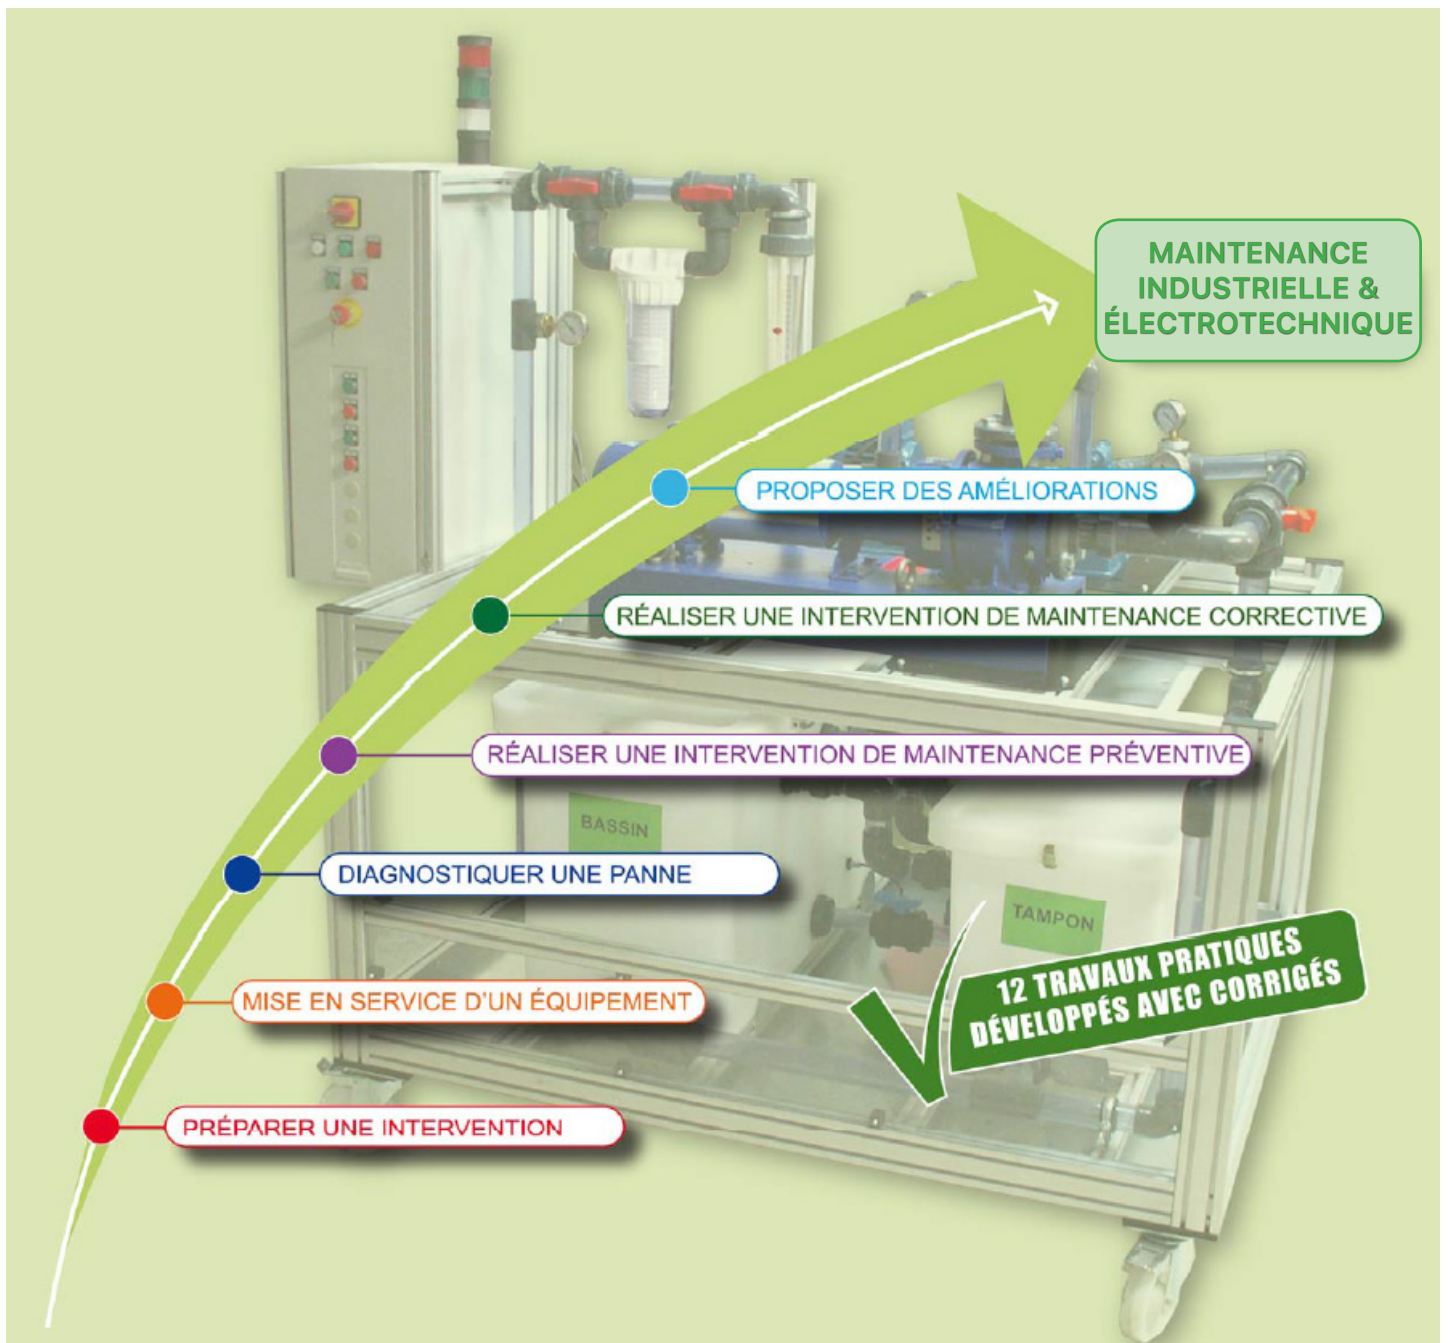 MAINTENANCE
INDUSTRIELLE &
ÉLECTROTECHNIQUE
PROPOSER DES AMÉLIORATIONS
RÉALISER UNE INTERVENTION DE MAINTENANCE CORRECTIVE
RÉALISER UNE INTERVENTION DE MAINTENANCE PRÉVENTIVE
BASSIN
DIAGNOSTIQUER UNE PANNE
TAMPON
12 TRAVAUX PRATIQUES
DÉVELOPPÉS AVEC CORRIGÉS
MISE EN SERVICE D'UN ÉQUIPEMENT
PRÉPARER UNE INTERVENTION